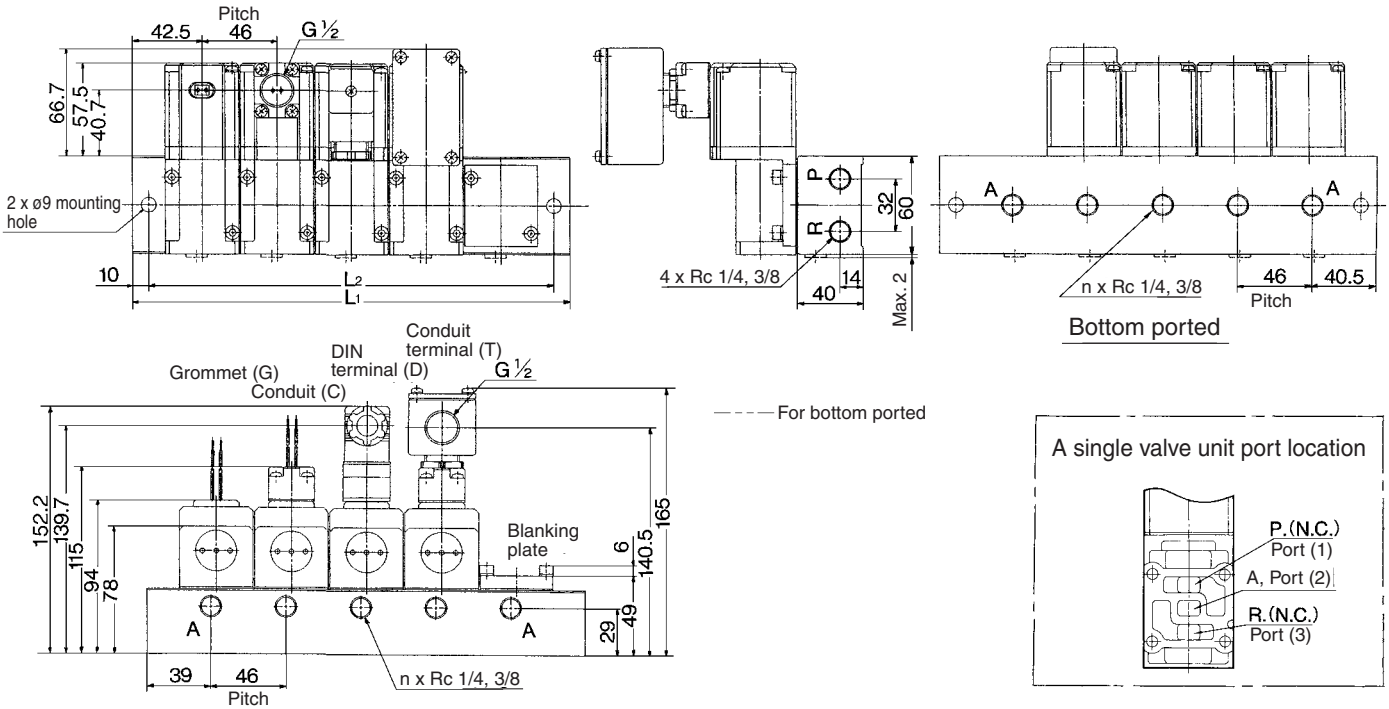 Pitch
42.5
46
G ½
66.7
57.5
40.7
2 x ø9 mounting
hole
10
L2
L1
P
R
32
60
4 x Rc 1/4, 3/8
14
40
Max. 2
A
A
n x Rc 1/4, 3/8
46
Pitch
40.5
Bottom ported
Grommet (G)
Conduit (C)
DIN
terminal (D)
Conduit
terminal (T)
G ½
152.2
139.7
115
94
78
Blanking
plate
6
49
29
140.5
165
A
A
39
46
Pitch
n x Rc 1/4, 3/8
For bottom ported
A single valve unit port location
P.(N.C.)
Port (1)
A, Port (2)
R.(N.C.)
Port (3)